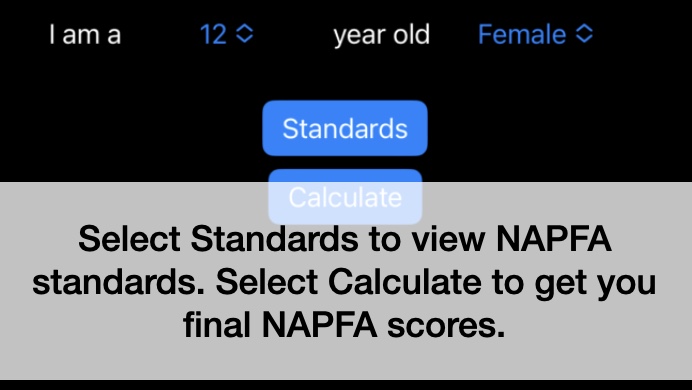 I am a 12 year old Female
Standards
Calculate
Select Standards to view NAPFA
standards. Select Calculate to get you
final NAPFA scores.